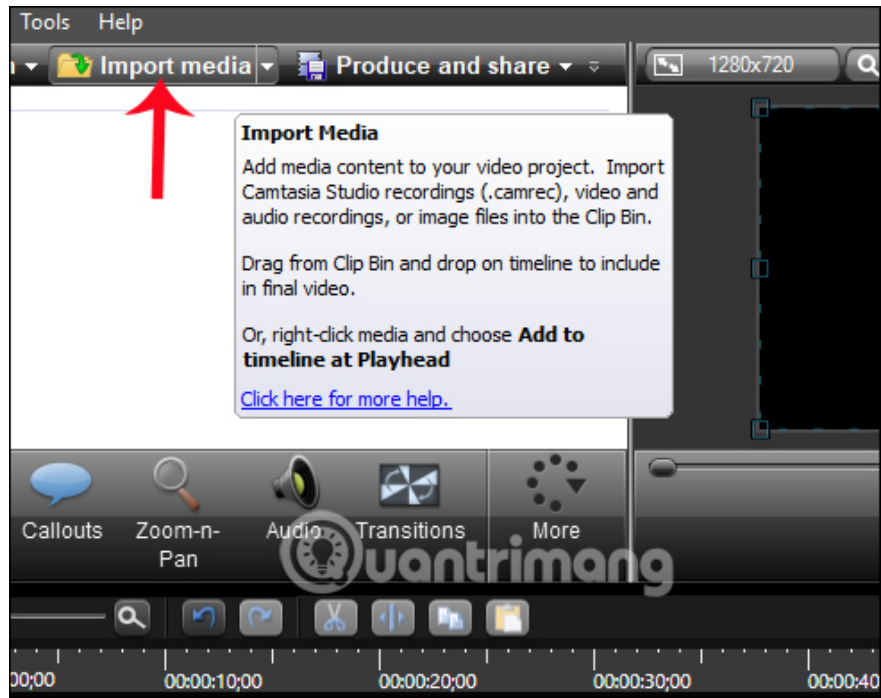 Tools Help
Import media Produce and share 1280x720
Import Media
Add media content to your video project. Import
Camtasia Studio recordings (.camrec), video and
audio recordings, or image files into the Clip Bin.
Drag from Clip Bin and drop on timeline to include
in final video.
Or, right-click media and choose Add to
timeline at Playhead
Click here for more help.
Callouts Zoom-n-Pan Audio Transitions More
Quantrimang
00;00 00:00:10;00 00:00:20;00 00:00:30;00 00:00:40